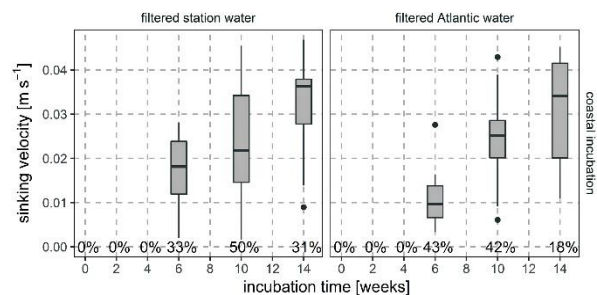 filtered station water filtered Atlantic water
sinking velocity [m s⁻¹]
0.04
0.03
0.02
0.01
0.00
0% 0% 0% 33% 50% 31% 0% 0% 0% 43% 42% 18%
0 2 4 6 8 10 12 14 0 2 4 6 8 10 12 14
incubation time [weeks]
coastal incubation